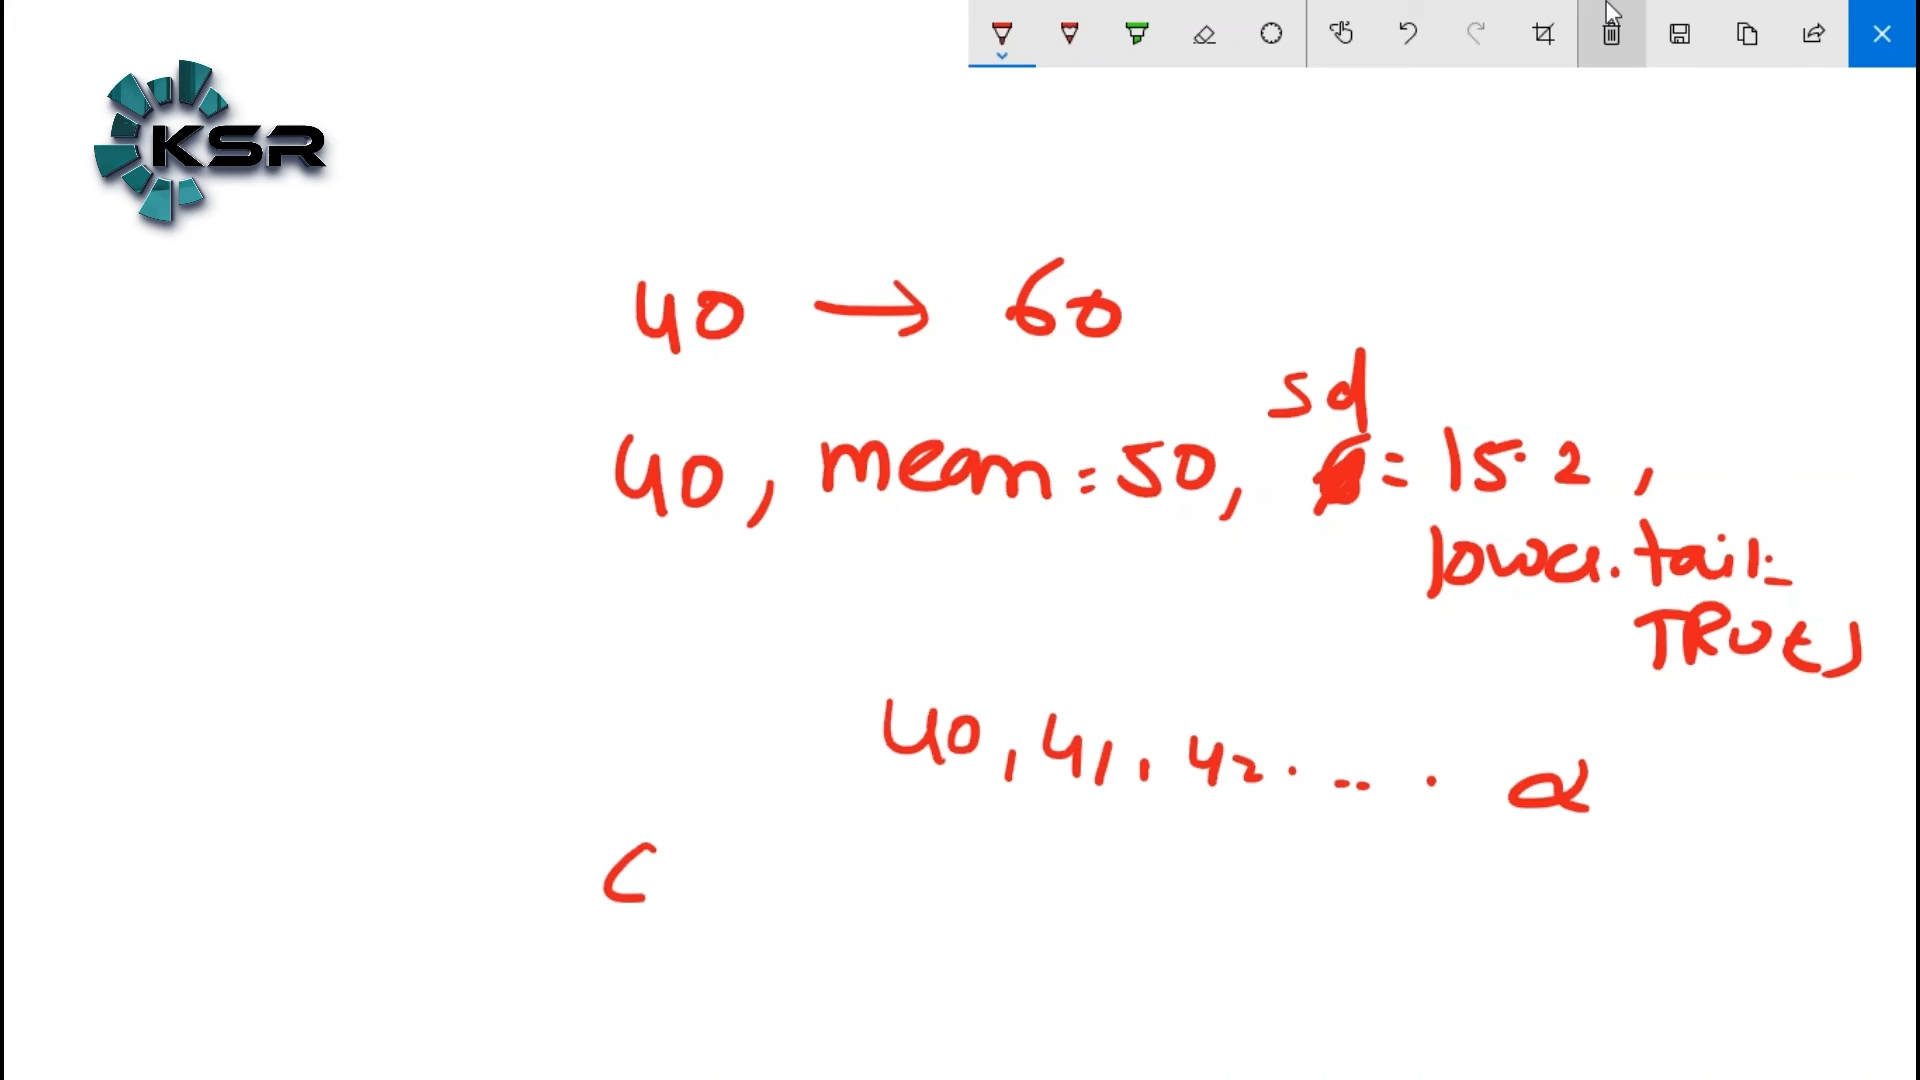 KSR
40 → 60
sd
40, mean = 50, = 15.2,
lower.tail=
TRUE)
40, 41, 42 . . . . α
(